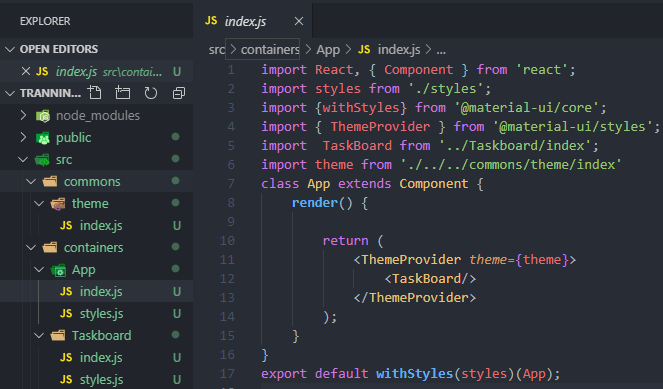 EXPLORER
OPEN EDITORS
JS index.js src\contai... U
TRANNIN...
node_modules
public
src
commons
theme
JS index.js U
containers
App
JS index.js U
JS styles.js U
Taskboard
JS index.js U
JS styles.js U
JS index.js
src containers App JS index.js ...
1 import React, { Component } from 'react';
2 import styles from './styles';
3 import {withStyles} from '@material-ui/core';
4 import { ThemeProvider } from '@material-ui/styles';
5 import  TaskBoard from '../Taskboard/index';
6 import theme from './../../commons/theme/index'
7 class App extends Component {
8 render() {
9
10 return (
11 <ThemeProvider theme={theme}>
12 <TaskBoard/>
13 </ThemeProvider>
14 );
15 }
16 }
17 export default withStyles(styles)(App);